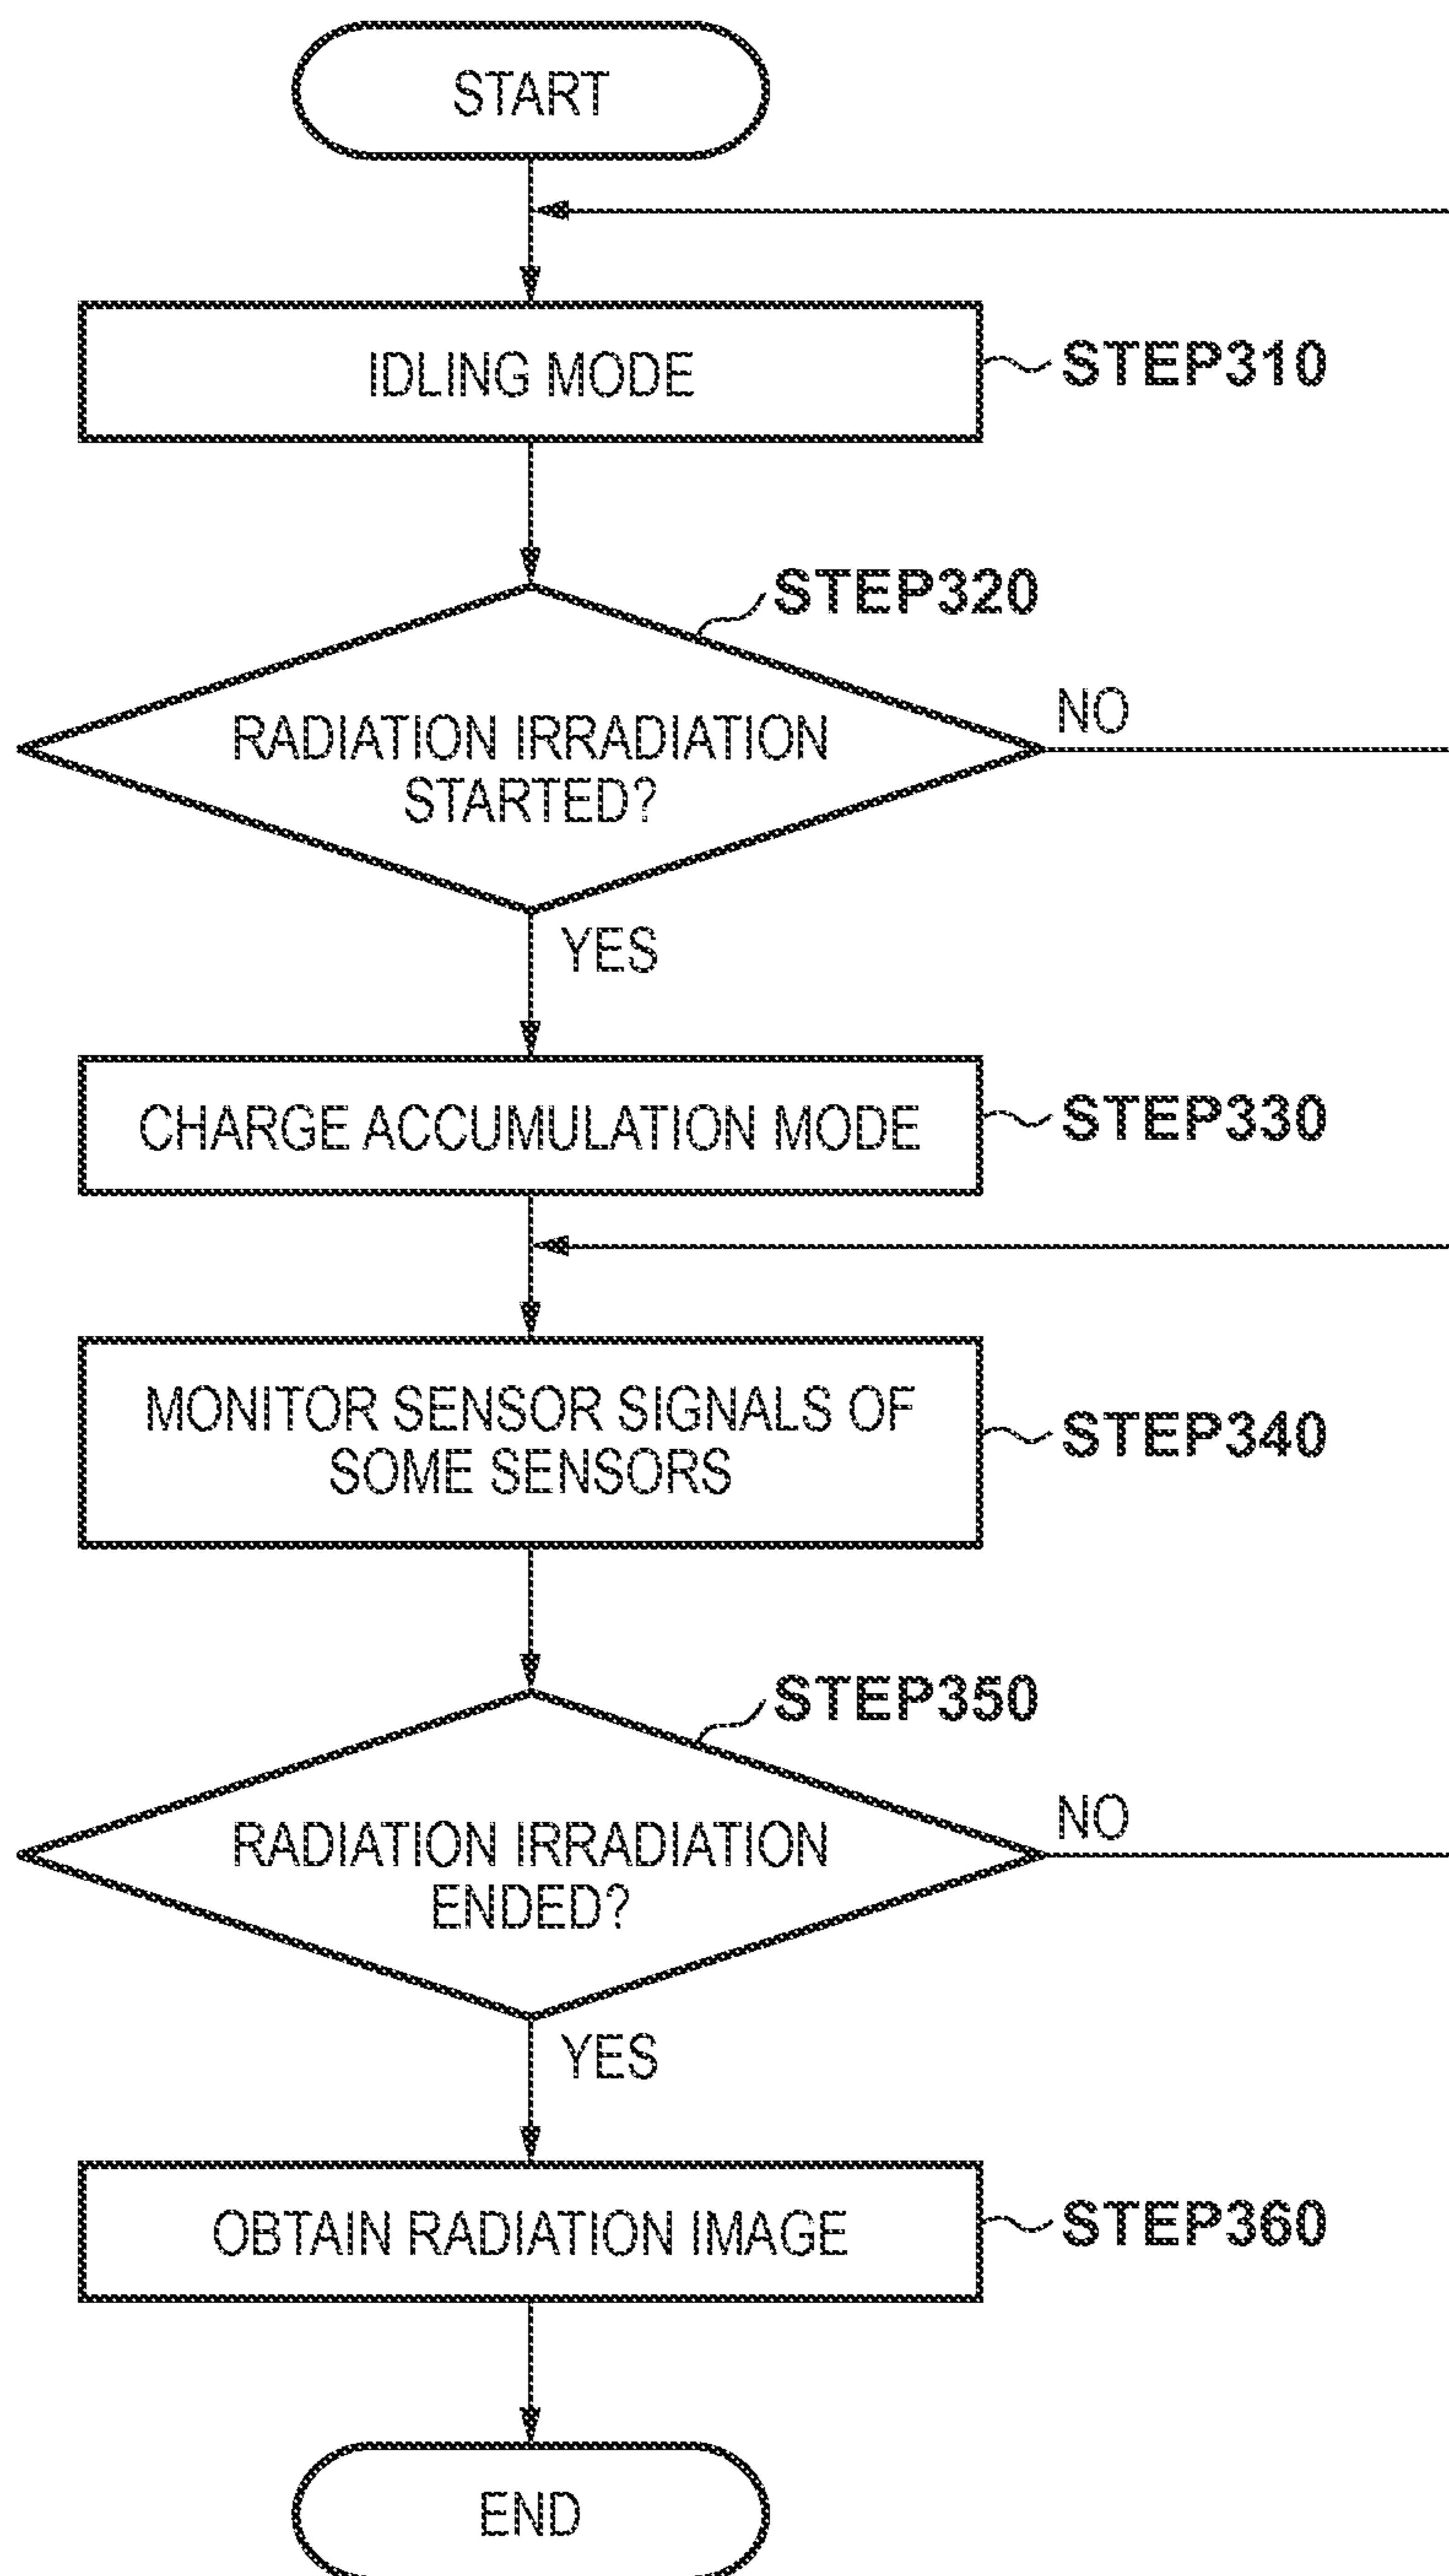 START
IDLING MODE
STEP310
STEP320
RADIATION IRRADIATION
STARTED?
NO
YES
CHARGE ACCUMULATION MODE
STEP330
MONITOR SENSOR SIGNALS OF
SOME SENSORS
STEP340
STEP350
RADIATION IRRADIATION
ENDED?
NO
YES
OBTAIN RADIATION IMAGE
STEP360
END